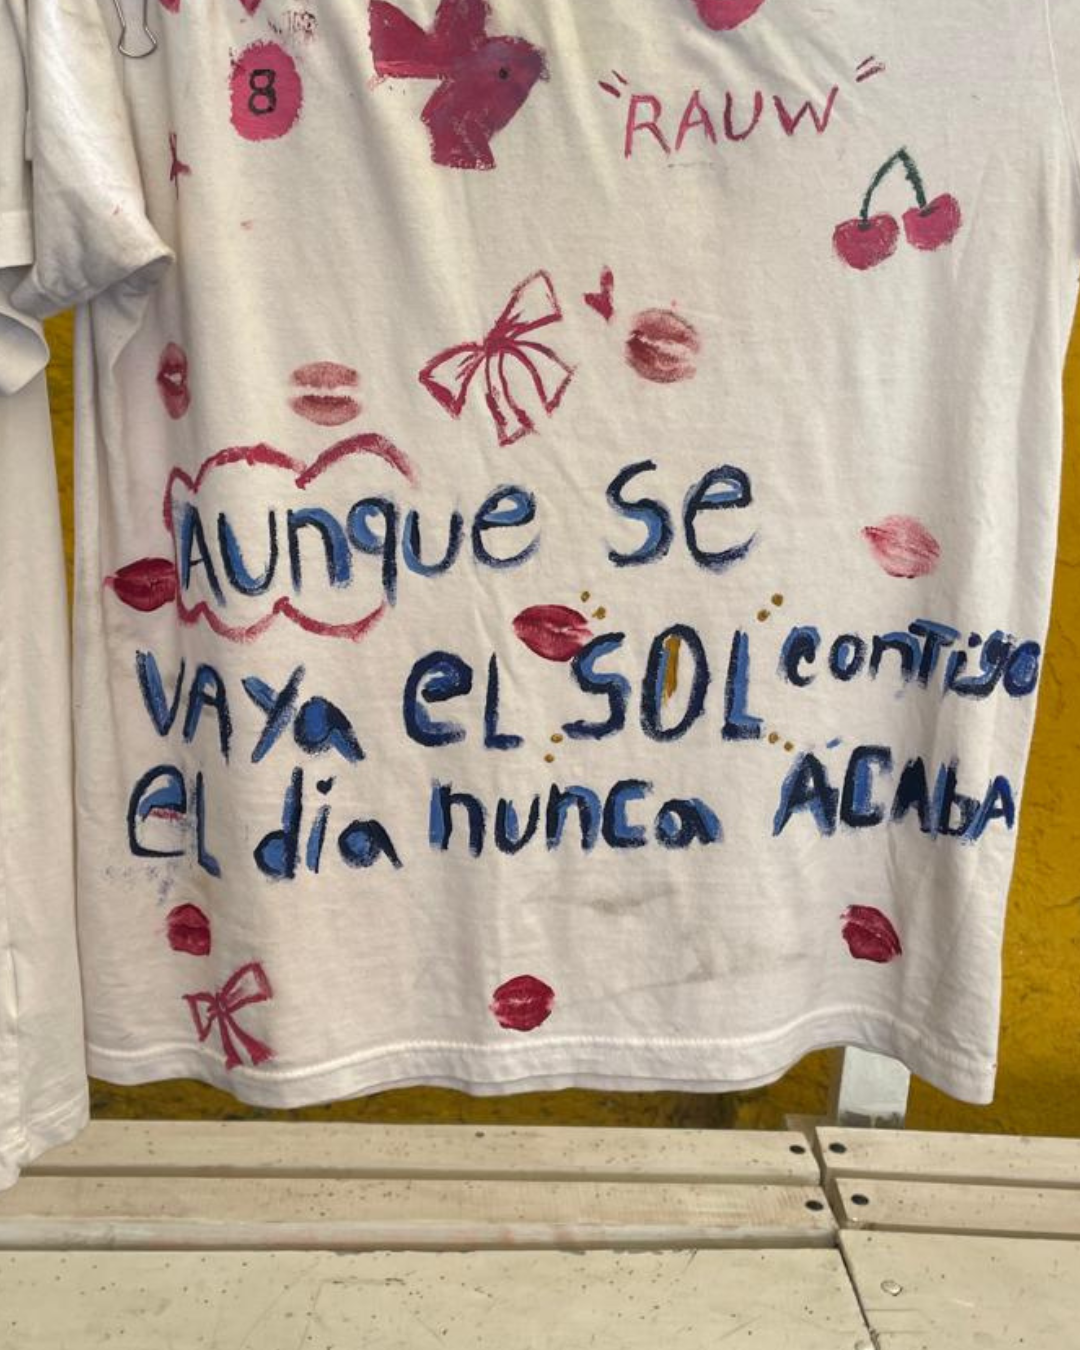 8
"RAUW"
Aunque se
VAYa eL SOL contigo
el dia nunca ACAbA